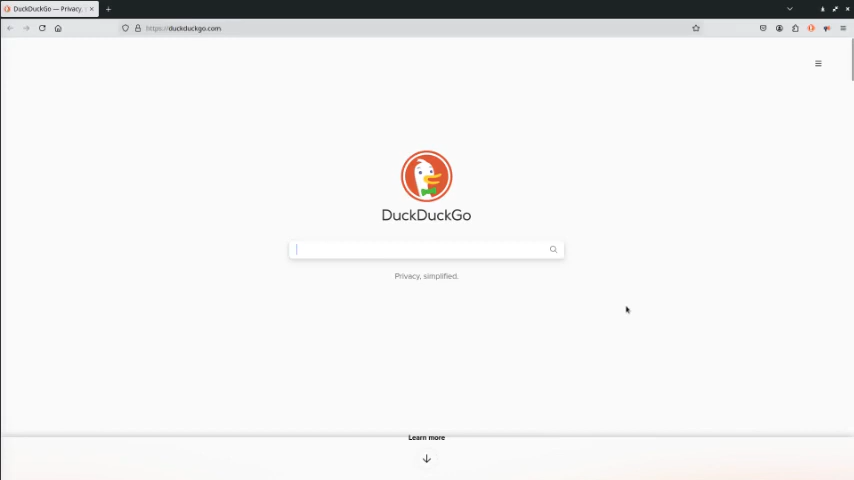 DuckDuckGo — Privacy,
https://duckduckgo.com
DuckDuckGo
Privacy, simplified.
Learn more